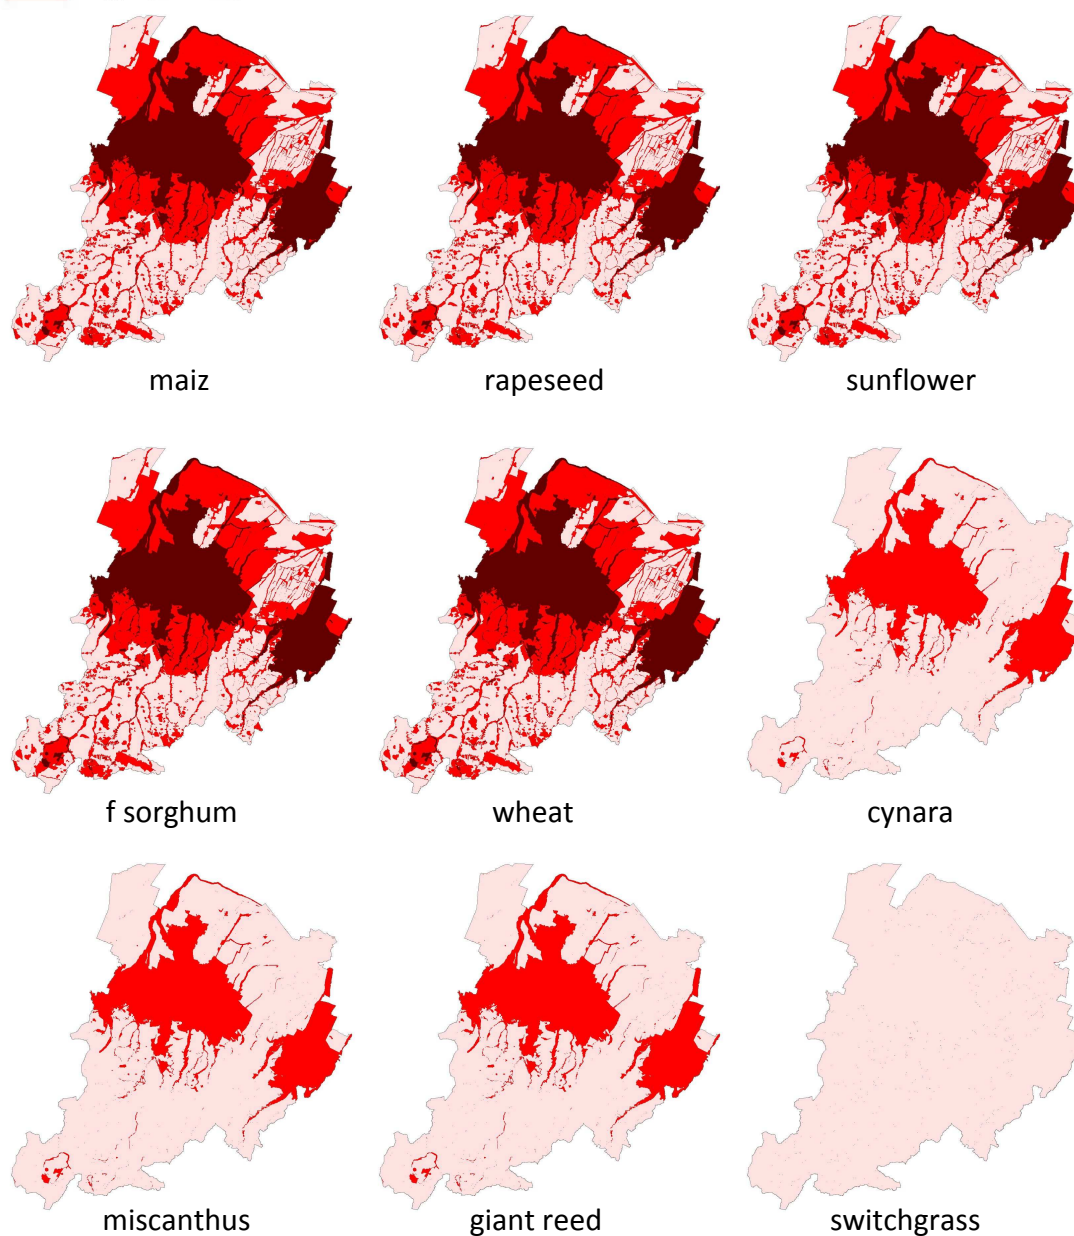 maiz
rapeseed
sunflower
f sorghum
wheat
cynara
miscanthus
giant reed
switchgrass